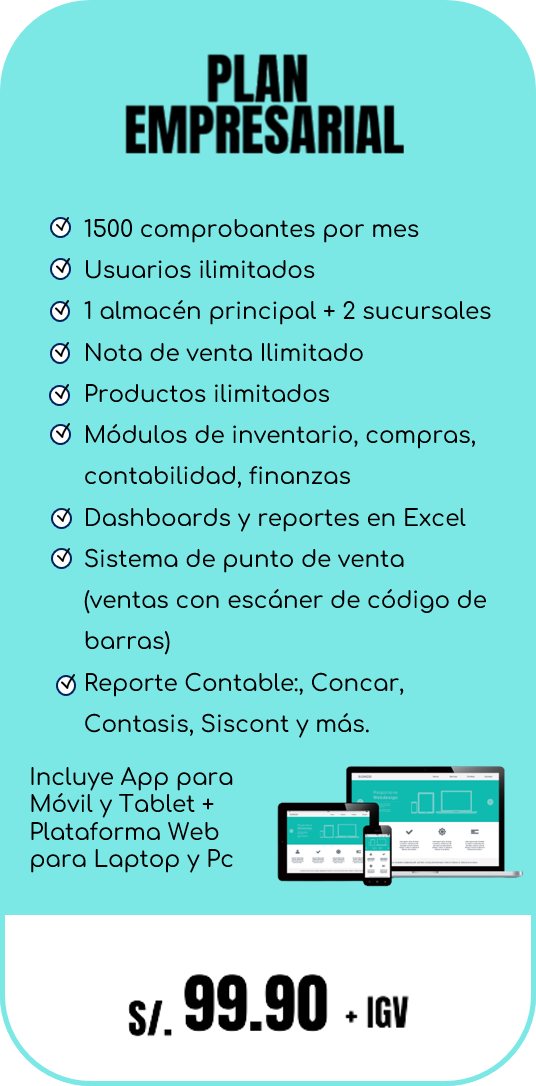 PLAN
EMPRESARIAL
1500 comprobantes por mes
Usuarios ilimitados
1 almacén principal + 2 sucursales
Nota de venta Ilimitado
Productos ilimitados
Módulos de inventario, compras,
contabilidad, finanzas
Dashboards y reportes en Excel
Sistema de punto de venta
(ventas con escáner de código de
barras)
Reporte Contable:, Concar,
Contasis, Siscont y más.
Incluye App para
Móvil y Tablet +
Plataforma Web
para Laptop y Pc
S/. 99.90 + IGV